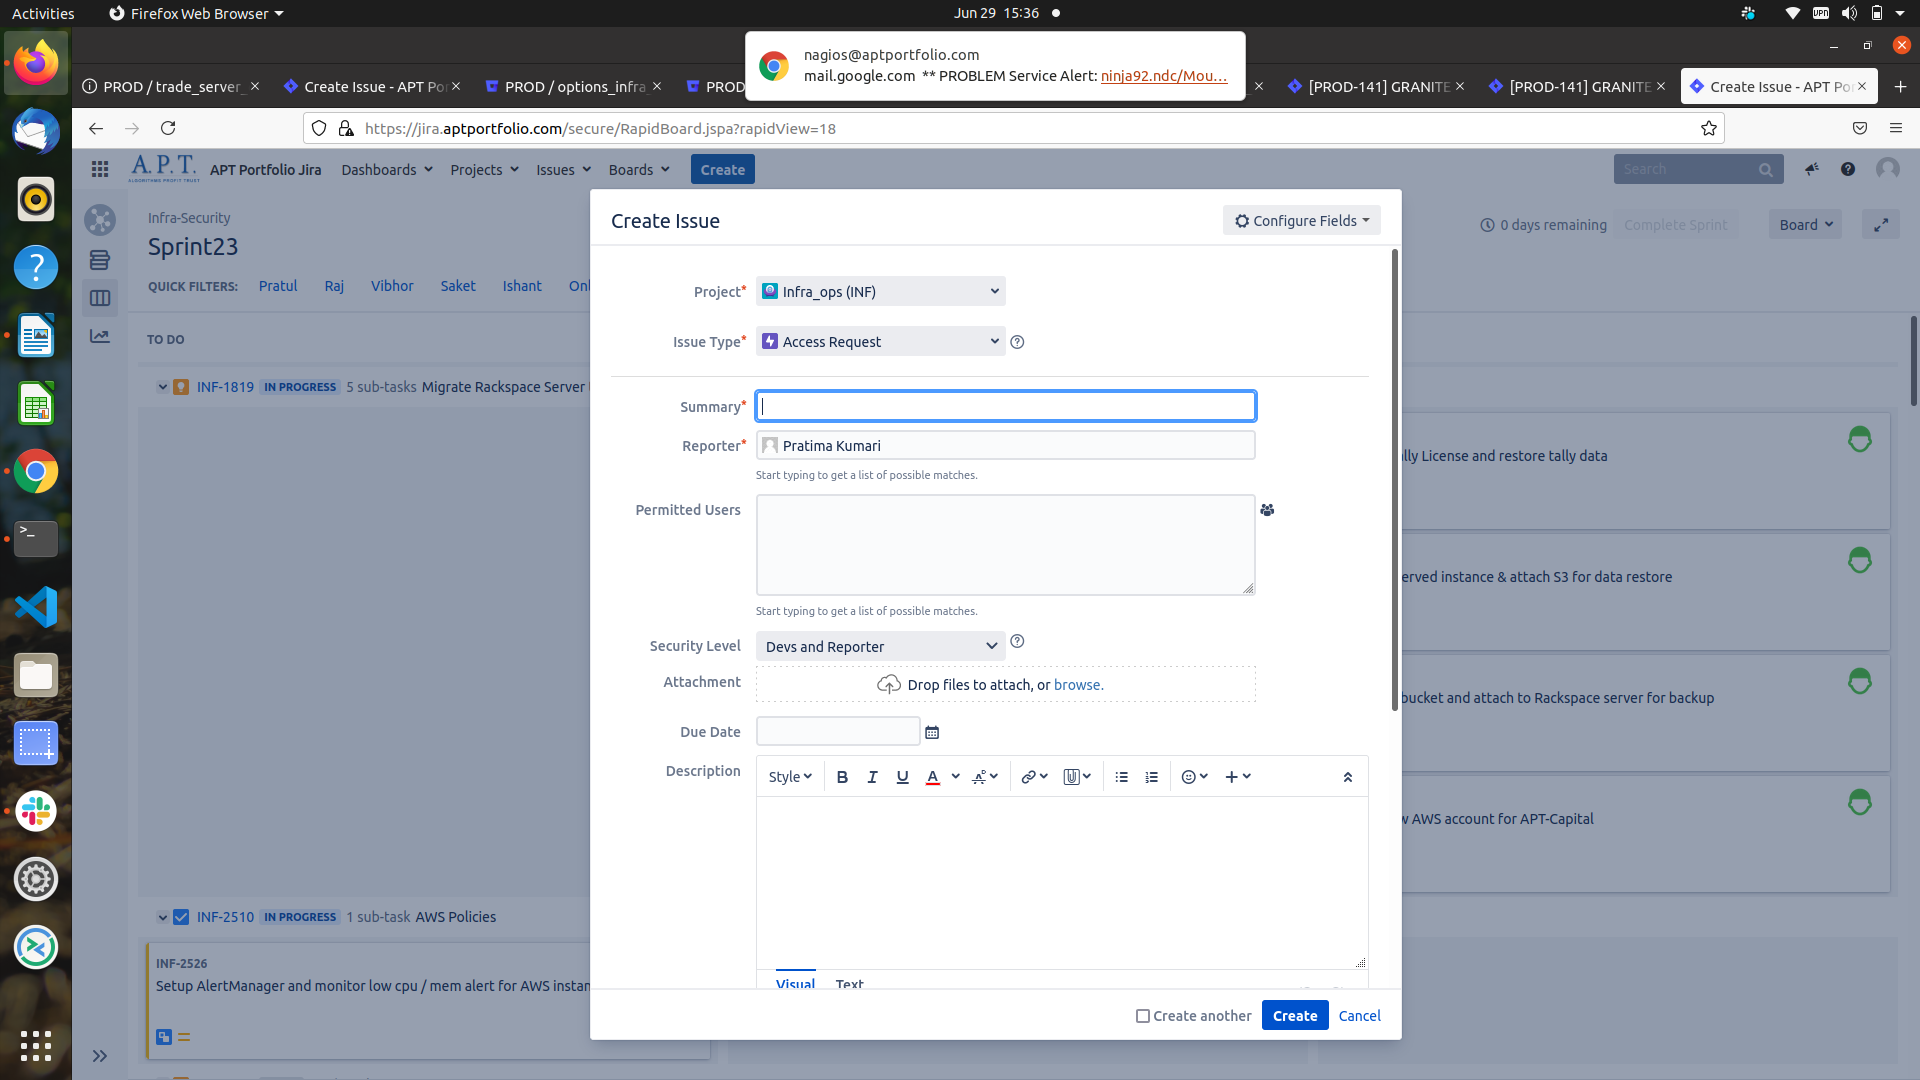 Activities
Firefox Web Browser
Jun 29 15:36
VPN
nagios@aptportfolio.com
mail.google.com ** PROBLEM Service Alert: ninja92.ndc/Mou...
PROD / trade_server_
Create Issue - APT Po
PROD / options_infra_
PROD
[PROD-141] GRANITE
[PROD-141] GRANITE
Create Issue - APT Po
https://jira.aptportfolio.com/secure/RapidBoard.jspa?rapidView=18
A.P.T.
ALGORITHMS PROFIT TRUST
APT Portfolio Jira
Dashboards
Projects
Issues
Boards
Create
Search
Infra-Security
Sprint23
0 days remaining
Complete Sprint
Board
QUICK FILTERS:
Pratul
Raj
Vibhor
Saket
Ishant
Onl
TO DO
INF-1819 IN PROGRESS 5 sub-tasks Migrate Rackspace Server
INF-2510 IN PROGRESS 1 sub-task AWS Policies
INF-2526
Setup AlertManager and monitor low cpu / mem alert for AWS instan
lly License and restore tally data
erved instance & attach S3 for data restore
bucket and attach to Rackspace server for backup
w AWS account for APT-Capital
Create Issue
Configure Fields
Project*
Infra_ops (INF)
Issue Type*
Access Request
Summary*
Reporter*
Pratima Kumari
Start typing to get a list of possible matches.
Permitted Users
Start typing to get a list of possible matches.
Security Level
Devs and Reporter
Attachment
Drop files to attach, or browse.
Due Date
Description
Style
B
I
U
A
Visual
Text
Create another
Create
Cancel